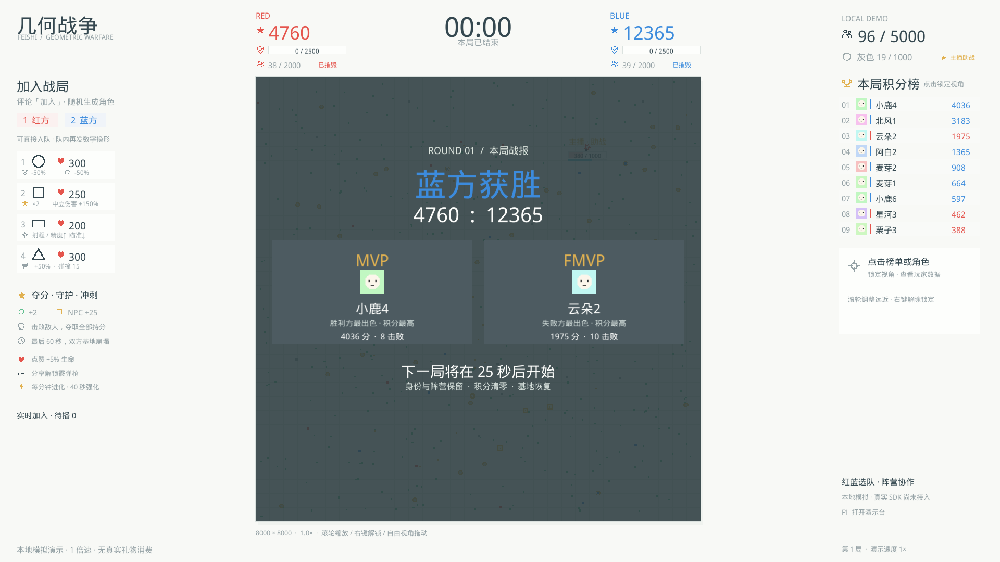 几何战争
FEISHI / GEOMETRIC WARFARE
RED
4760
0 / 2500
38 / 2000 已摧毁
00:00
本局已结束
BLUE
12365
0 / 2500
39 / 2000 已摧毁
LOCAL DEMO
96 / 5000
灰色 19 / 1000 主播助战
加入战局
评论「加入」· 随机生成角色
1 红方 2 蓝方
可直接入队 · 队内再发数字换形
1 300
-50% -50%
2 250
×2 中立伤害 +150%
3 200
射程 / 精度↑ 瞄准↓
4 300
+50% · 碰撞 15
夺分 · 守护 · 冲刺
+2 NPC +25
击败敌人，夺取全部持分
最后 60 秒，双方基地崩塌
点赞 +5% 生命
分享解锁霰弹枪
每分钟进化 · 40 秒强化
实时加入 · 待播 0
主播 助战
380 / 1000
ROUND 01 / 本局战报
蓝方获胜
4760 : 12365
MVP
小鹿4
胜利方最出色 · 积分最高
4036 分 · 8 击败
FMVP
云朵2
失败方最出色 · 积分最高
1975 分 · 10 击败
下一局将在 25 秒后开始
身份与阵营保留 · 积分清零 · 基地恢复
8000 × 8000 · 1.0× · 滚轮缩放 / 右键解锁 / 自由视角拖动
本局积分榜 点击锁定视角
01 小鹿4 4036
02 北风1 3183
03 云朵2 1975
04 阿白2 1365
05 麦芽2 908
06 麦芽1 664
07 小鹿6 597
08 星河3 462
09 栗子3 388
点击榜单或角色
锁定视角 · 查看玩家数据
滚轮调整远近 · 右键解除锁定
红蓝选队 · 阵营协作
本地模拟 · 真实 SDK 尚未接入
F1 打开演示台
本地模拟演示 · 1 倍速 · 无真实礼物消费
第 1 局 · 演示速度 1×